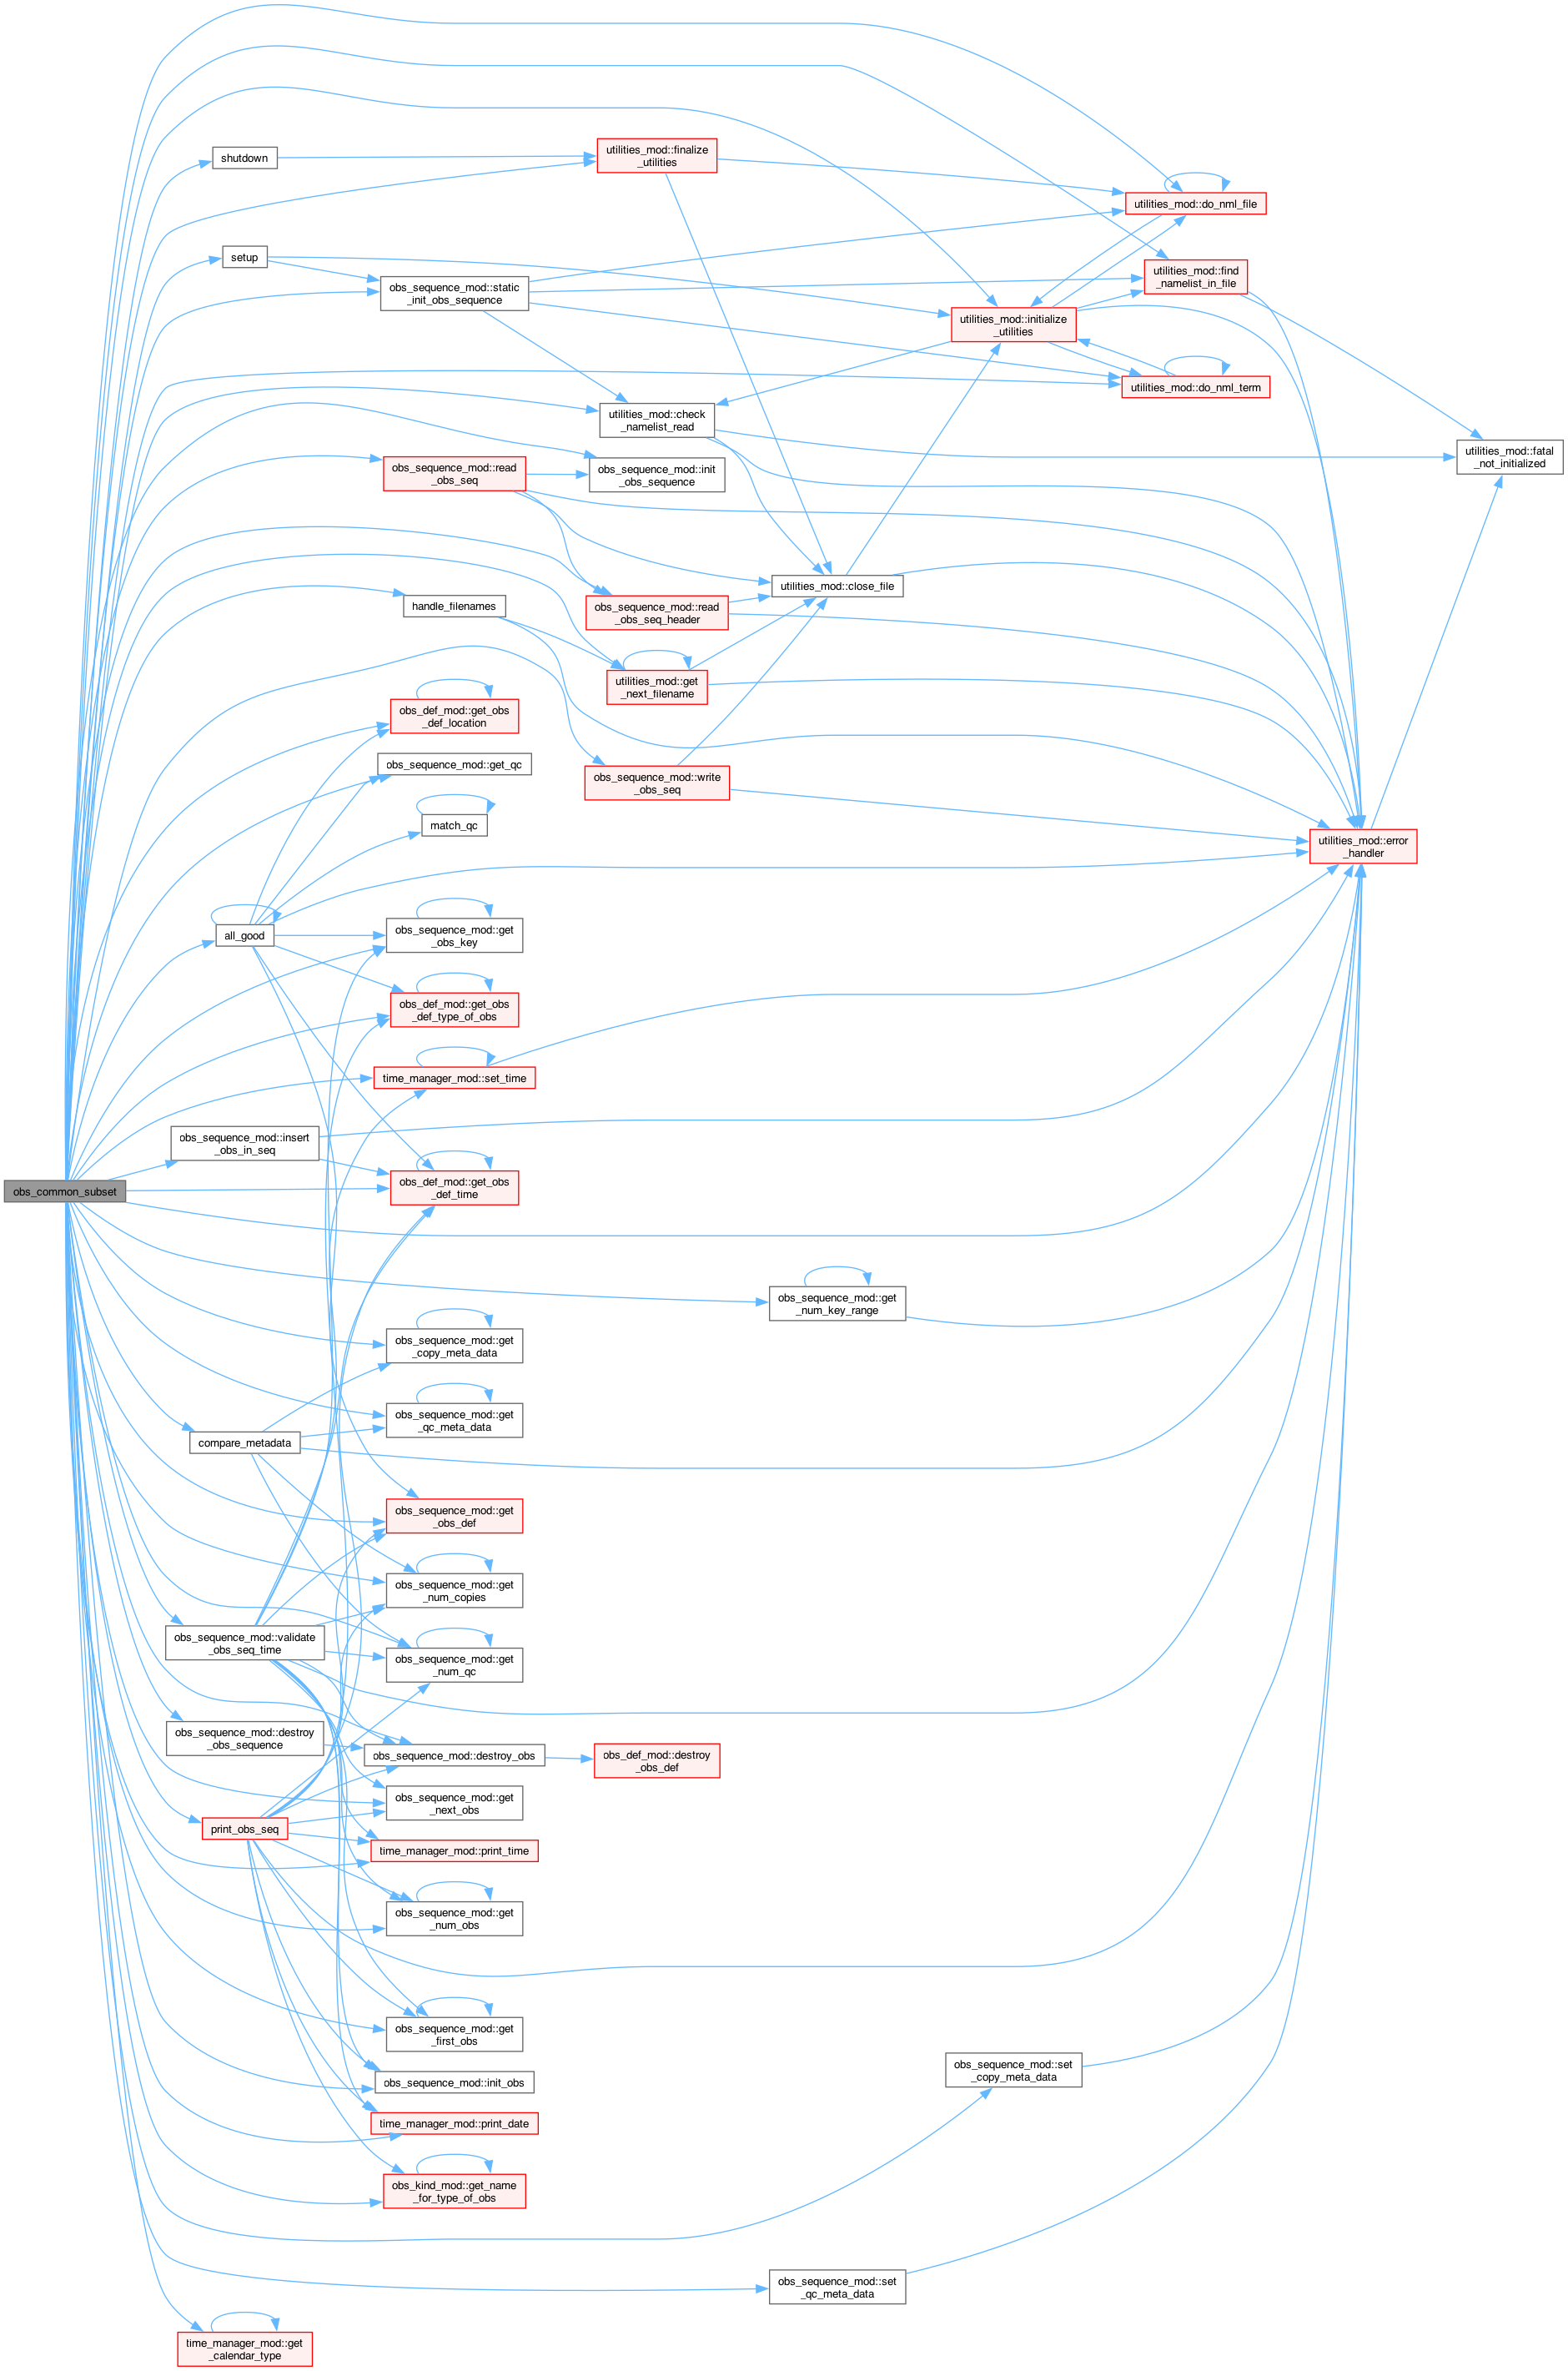 shutdown
utilities_mod::finalize
_utilities
utilities_mod::do_nml_file
setup
obs_sequence_mod::static
_init_obs_sequence
utilities_mod::find
_namelist_in_file
utilities_mod::initialize
_utilities
utilities_mod::do_nml_term
utilities_mod::check
_namelist_read
utilities_mod::fatal
_not_initialized
obs_sequence_mod::read
_obs_seq
obs_sequence_mod::init
_obs_sequence
utilities_mod::close_file
handle_filenames
obs_sequence_mod::read
_obs_seq_header
utilities_mod::get
_next_filename
obs_def_mod::get_obs
_def_location
obs_sequence_mod::get_qc
obs_sequence_mod::write
_obs_seq
match_qc
utilities_mod::error
_handler
all_good
obs_sequence_mod::get
_obs_key
obs_def_mod::get_obs
_def_type_of_obs
time_manager_mod::set_time
obs_sequence_mod::insert
_obs_in_seq
obs_common_subset
obs_def_mod::get_obs
_def_time
obs_sequence_mod::get
_num_key_range
obs_sequence_mod::get
_copy_meta_data
obs_sequence_mod::get
_qc_meta_data
compare_metadata
obs_sequence_mod::get
_obs_def
obs_sequence_mod::get
_num_copies
obs_sequence_mod::validate
_obs_seq_time
obs_sequence_mod::get
_num_qc
obs_sequence_mod::destroy
_obs_sequence
obs_sequence_mod::destroy_obs
obs_def_mod::destroy
_obs_def
obs_sequence_mod::get
_next_obs
print_obs_seq
time_manager_mod::print_time
obs_sequence_mod::get
_num_obs
obs_sequence_mod::get
_first_obs
obs_sequence_mod::set
_copy_meta_data
obs_sequence_mod::init_obs
time_manager_mod::print_date
obs_kind_mod::get_name
_for_type_of_obs
obs_sequence_mod::set
_qc_meta_data
time_manager_mod::get
_calendar_type